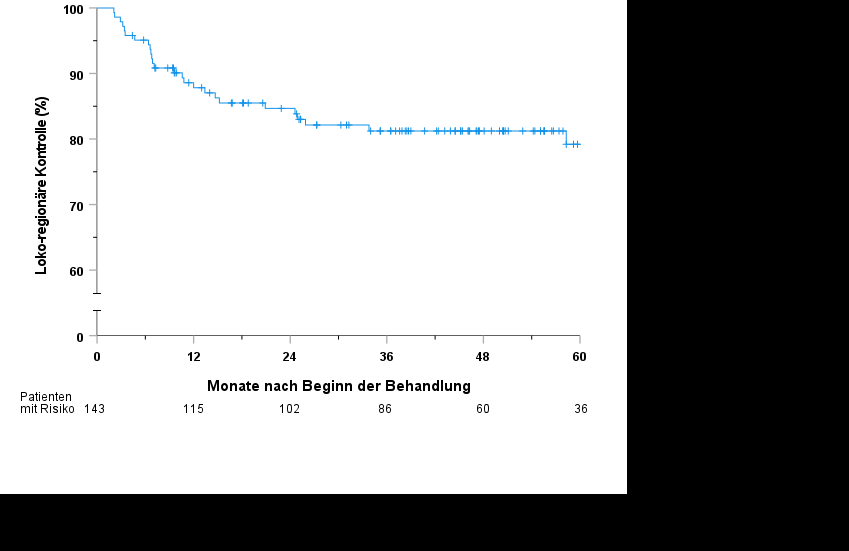 100
90
80
70
60
0
Loko-regionäre Kontrolle (%)
0 12 24 36 48 60
Monate nach Beginn der Behandlung
Patienten
mit Risiko 143 115 102 86 60 36